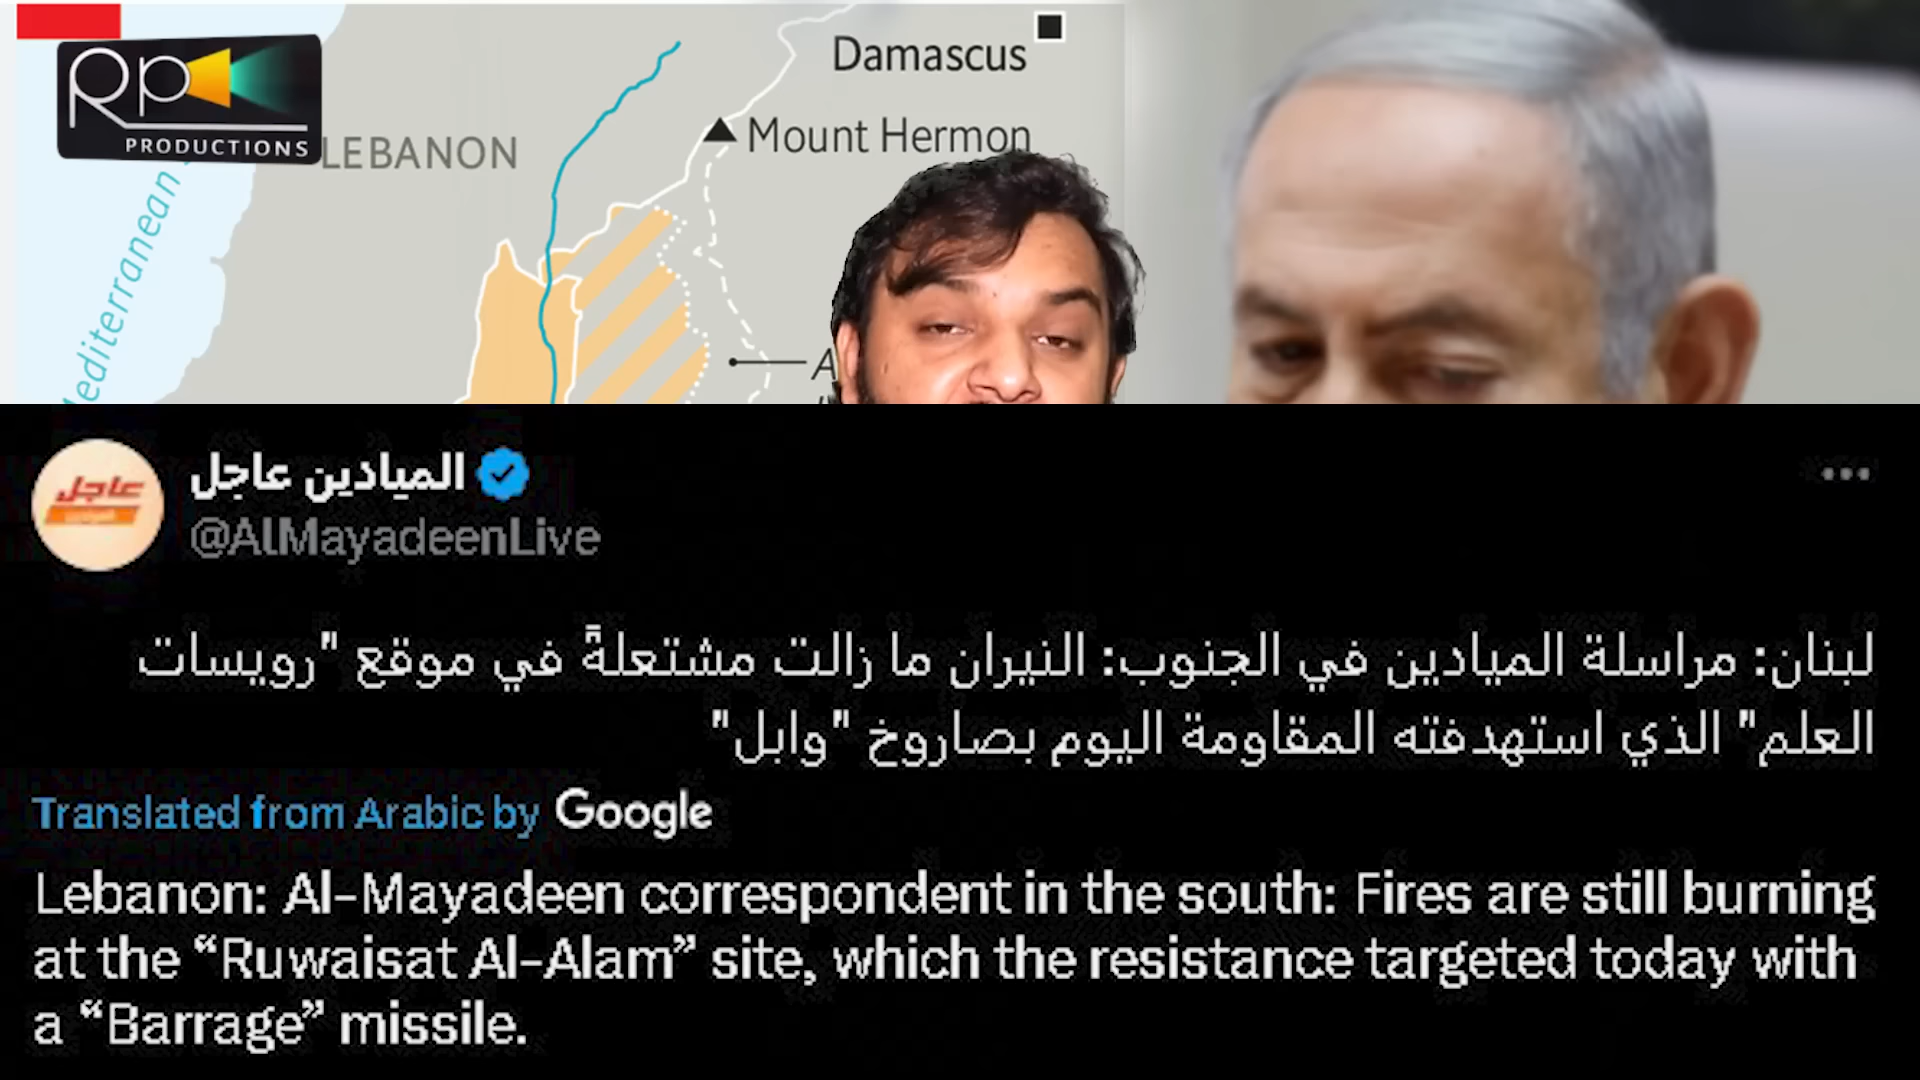 Rp
PRODUCTIONS
LEBANON
Damascus
Mount Hermon
Mediterranean
الميادين عاجل
@AlMayadeenLive
عاجل
لبنان: مراسلة الميادين في الجنوب: النيران ما زالت مشتعلةً في موقع "رويسات
العلم" الذي استهدفته المقاومة اليوم بصاروخ "وابل"
Translated from Arabic by Google
Lebanon: Al-Mayadeen correspondent in the south: Fires are still burning
at the “Ruwaisat Al-Alam” site, which the resistance targeted today with
a “Barrage” missile.